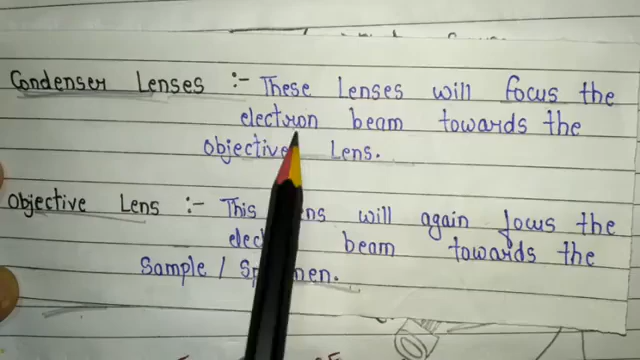 Condenser Lenses :- These Lenses will focus the
electron beam towards the
objective Lens.
Objective Lens :- This will again focus the
beam towards the
Sample /